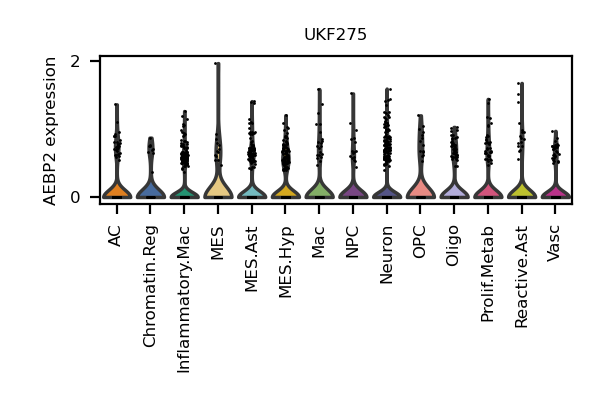 UKF275
AEBP2 expression
2
0
AC
Chromatin.Reg
Inflammatory.Mac
MES
MES.Ast
MES.Hyp
Mac
NPC
Neuron
OPC
Oligo
Prolif.Metab
Reactive.Ast
Vasc